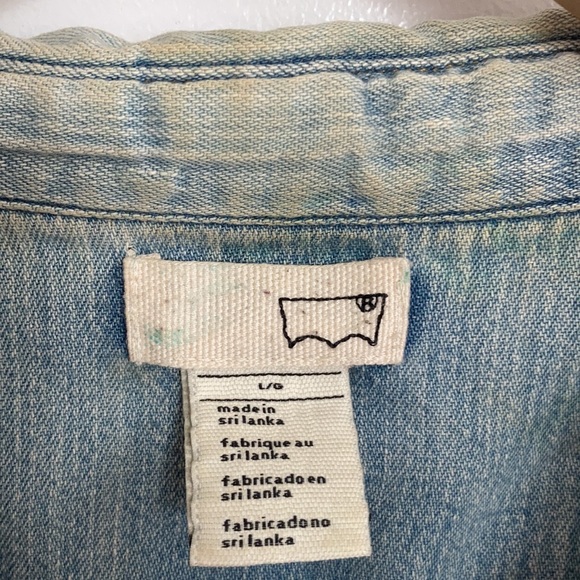 R
L/G
made in
sri lanka
fabrique au
sri lanka
fabricado en
sri lanka
fabricado no
sri lanka